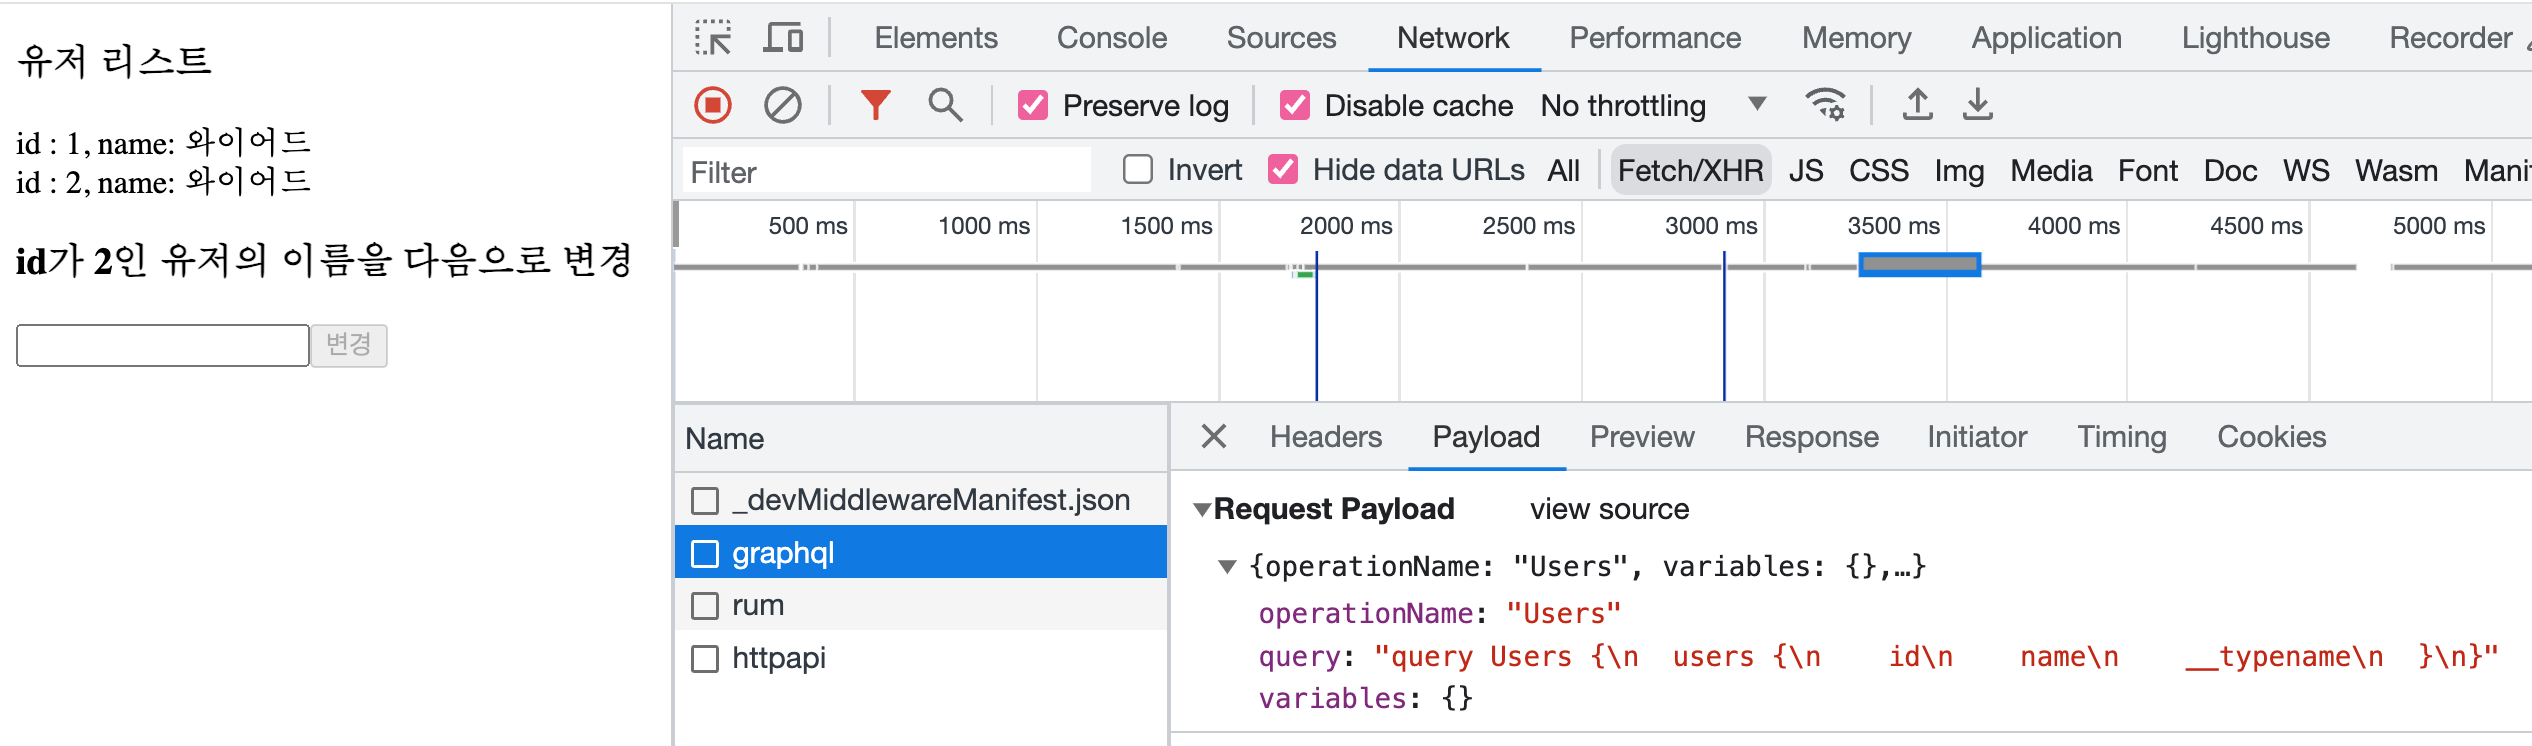 유저 리스트
id : 1, name: 와이어드
id : 2, name: 와이어드
id가 2인 유저의 이름을 다음으로 변경
변경
Elements Console Sources Network Performance Memory Application Lighthouse Recorder
Preserve log Disable cache No throttling
Filter Invert Hide data URLs All Fetch/XHR JS CSS Img Media Font Doc WS Wasm Manif
500 ms 1000 ms 1500 ms 2000 ms 2500 ms 3000 ms 3500 ms 4000 ms 4500 ms 5000 ms
Name
_devMiddlewareManifest.json
graphql
rum
httpapi
Headers Payload Preview Response Initiator Timing Cookies
▼Request Payload view source
▼ {operationName: "Users", variables: {},…}
operationName: "Users"
query: "query Users {\n  users {\n    id\n    name\n    __typename\n  }\n}"
variables: {}